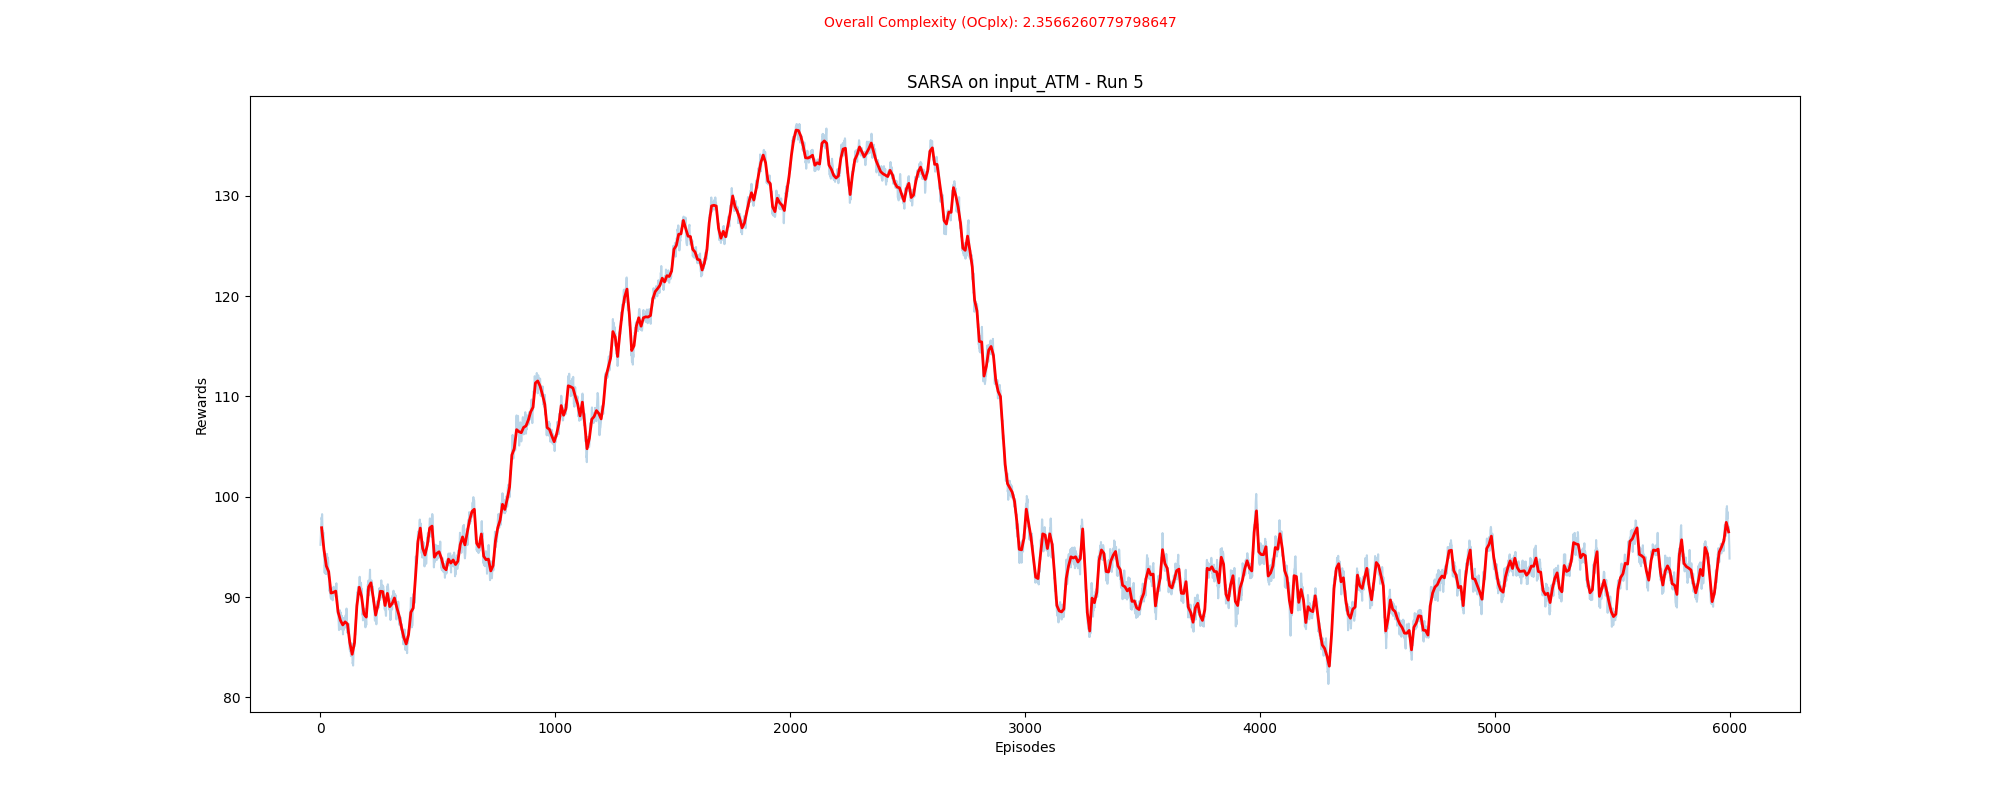 Overall Complexity (OCplx): 2.3566260779798647
SARSA on input_ATM - Run 5
Rewards
130
120
110
100
90
80
0 1000 2000 3000 4000 5000 6000
Episodes